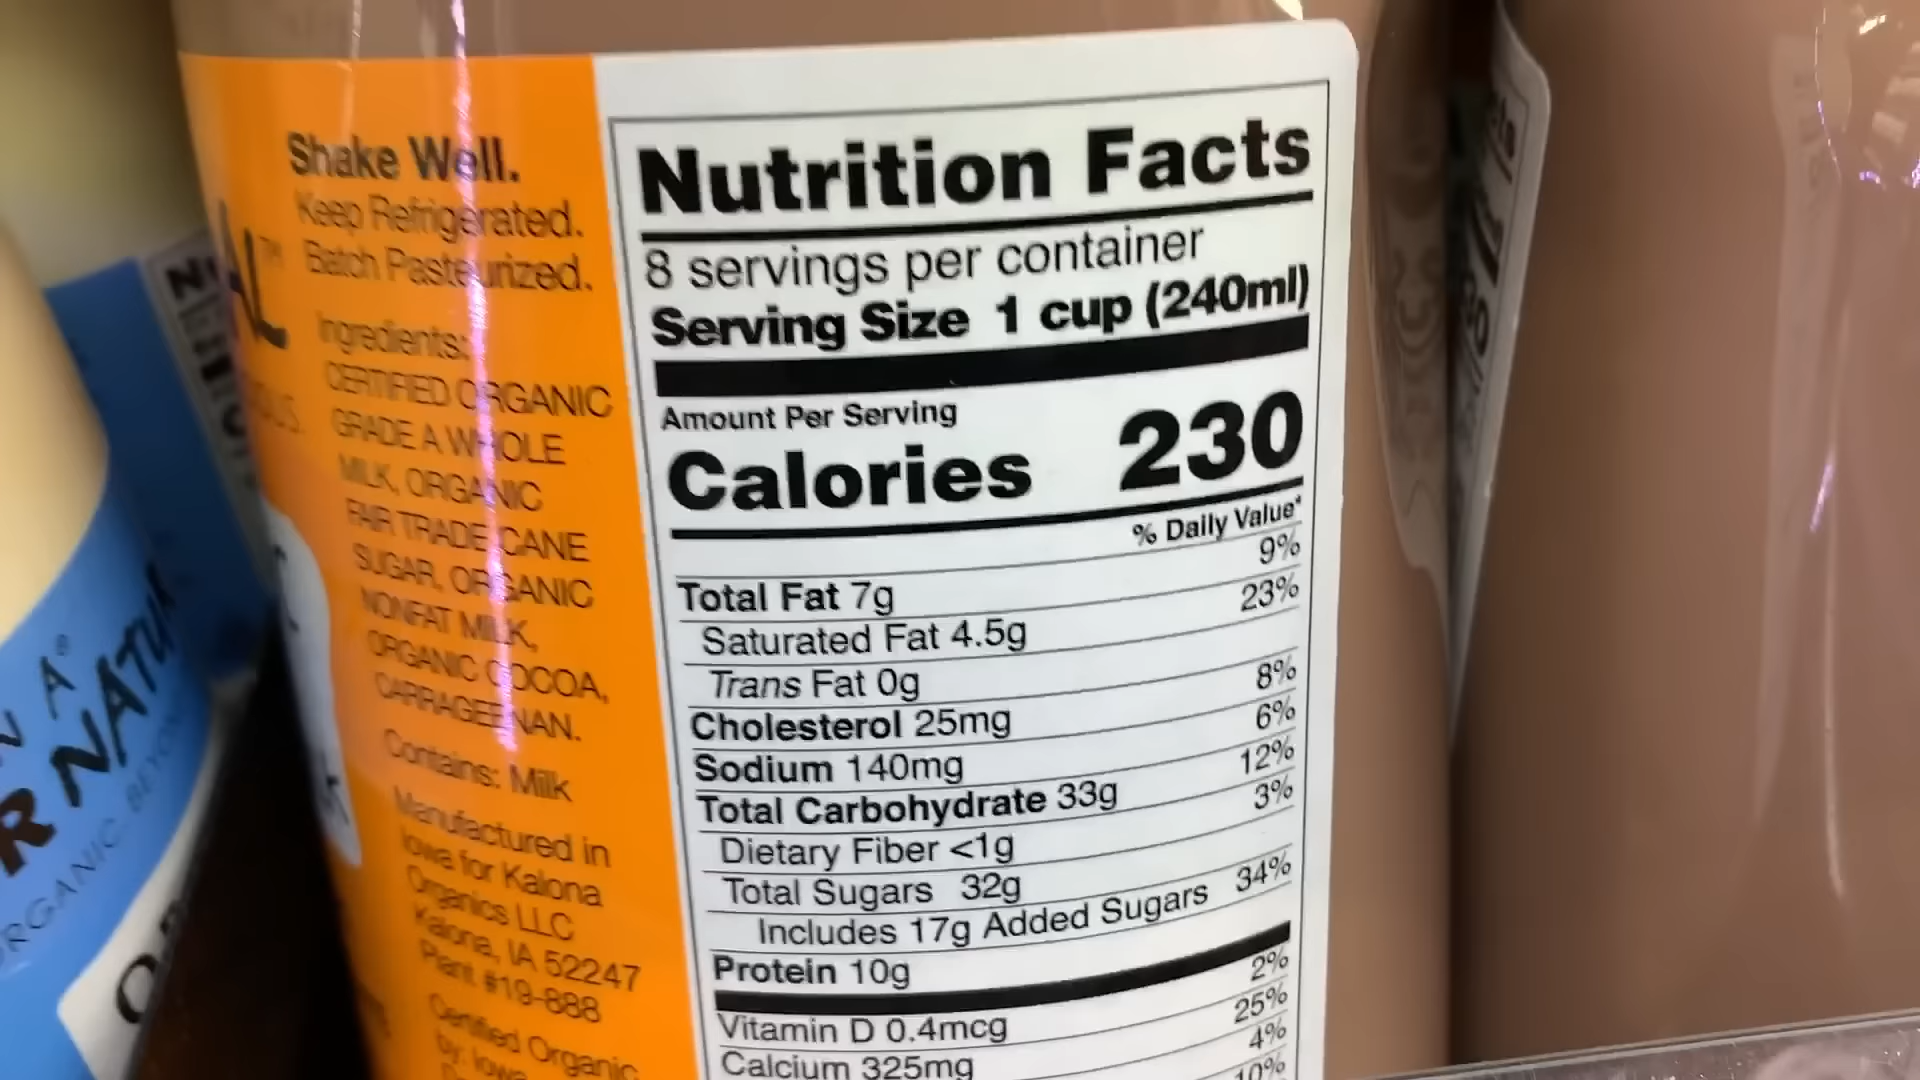 Shake Well.
Keep Refrigerated.
Batch Pasteurized.
Ingredients:
CERTIFIED ORGANIC
GRADE A WHOLE
MILK, ORGANIC
FAIR TRADE CANE
SUGAR, ORGANIC
NONFAT MILK,
ORGANIC COCOA,
CARRAGEENAN.
Contains: Milk
Manufactured in
Iowa for Kalona
Organics LLC
Kalona, IA 52247
Plant #19-888
Certified Organic
by: Iowa
Nutrition Facts
8 servings per container
Serving Size 1 cup (240ml)
Amount Per Serving
Calories 230
% Daily Value*
Total Fat 7g 9%
Saturated Fat 4.5g 23%
Trans Fat 0g
Cholesterol 25mg 8%
Sodium 140mg 6%
Total Carbohydrate 33g 12%
Dietary Fiber <1g 3%
Total Sugars 32g
Includes 17g Added Sugars 34%
Protein 10g
Vitamin D 0.4mcg 2%
Calcium 325mg 25%
4%
10%